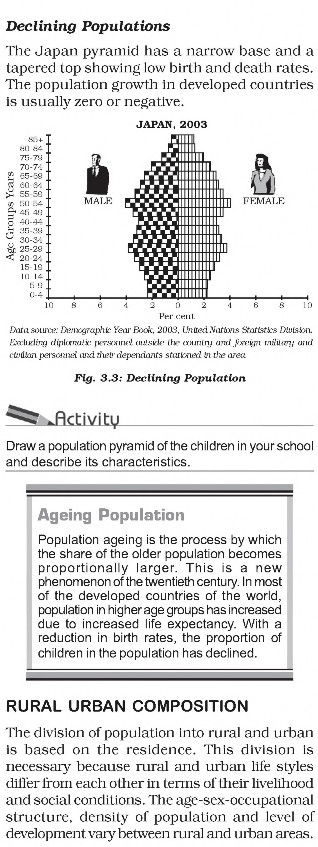 Declining Populations
The Japan pyramid has a narrow base and a
tapered top showing low birth and death rates.
The population growth in developed countries
is usually zero or negative.
JAPAN, 2003
Age Groups Years
85+
80-84
75-79
70-74
65-69
60-64
55-59
50-54
45-49
40-44
35-39
30-34
25-29
20-24
15-19
10-14
5-9
0-4
MALE
FEMALE
10 8 6 4 2 0 2 4 6 8 10
Per cent
Data source: Demographic Year Book, 2003, United Nations Statistics Division.
Excluding diplomatic personnel outside the country and foreign military and
civilian personnel and their dependants stationed in the area
Fig. 3.3: Declining Population
Activity
Draw a population pyramid of the children in your school
and describe its characteristics.
Ageing Population
Population ageing is the process by which
the share of the older population becomes
proportionally larger. This is a new
phenomenon of the twentieth century. In most
of the developed countries of the world,
population in higher age groups has increased
due to increased life expectancy. With a
reduction in birth rates, the proportion of
children in the population has declined.
RURAL URBAN COMPOSITION
The division of population into rural and urban
is based on the residence. This division is
necessary because rural and urban life styles
differ from each other in terms of their livelihood
and social conditions. The age-sex-occupational
structure, density of population and level of
development vary between rural and urban areas.